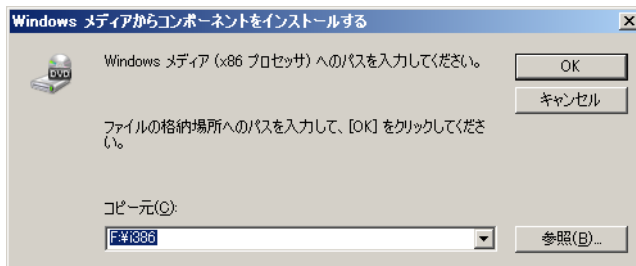 Windows メディアからコンポーネントをインストールする
Windows メディア (x86 プロセッサ) へのパスを入力してください。
OK
キャンセル
ファイルの格納場所へのパスを入力して、[OK] をクリックしてくださ
い。
コピー元(C):
F:¥i386
参照(B)...
DVD